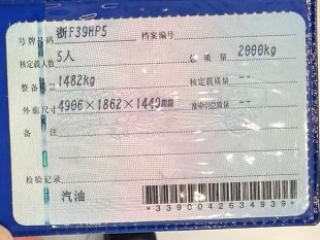 号牌号码 浙F39HP5 档案编号
核定载人数 5人 总质量 2000kg
整备质量 1482kg 核定载质量 --
外廓尺寸 4906×1862×1449mm 准牵引总质量 --
备注
检验记录
汽油
*3390042634939*